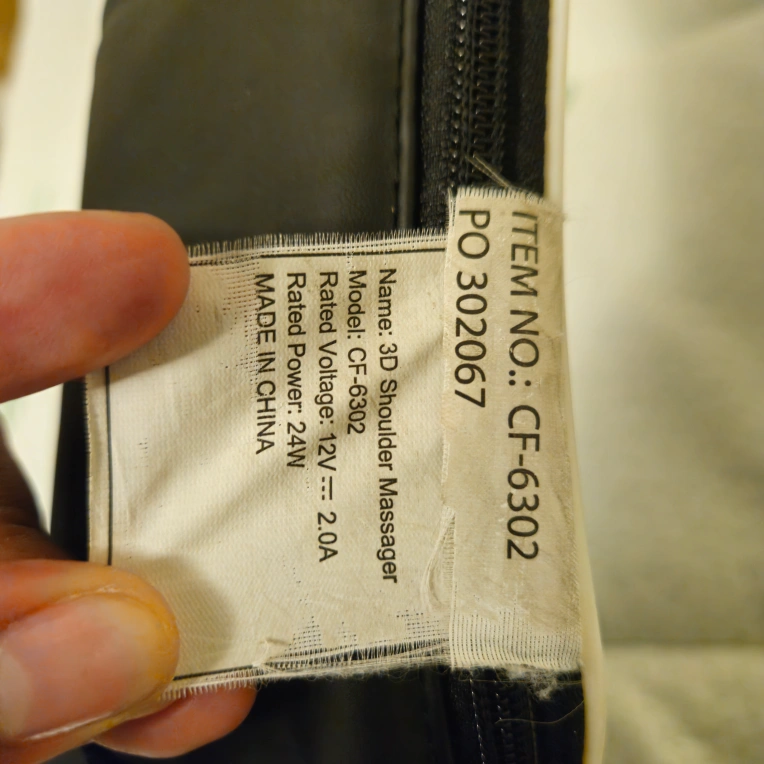 ITEM NO.: CF-6302
PO 302067
Name: 3D Shoulder Massager
Model: CF-6302
Rated Voltage: 12V⎓ 2.0A
Rated Power: 24W
MADE IN CHINA